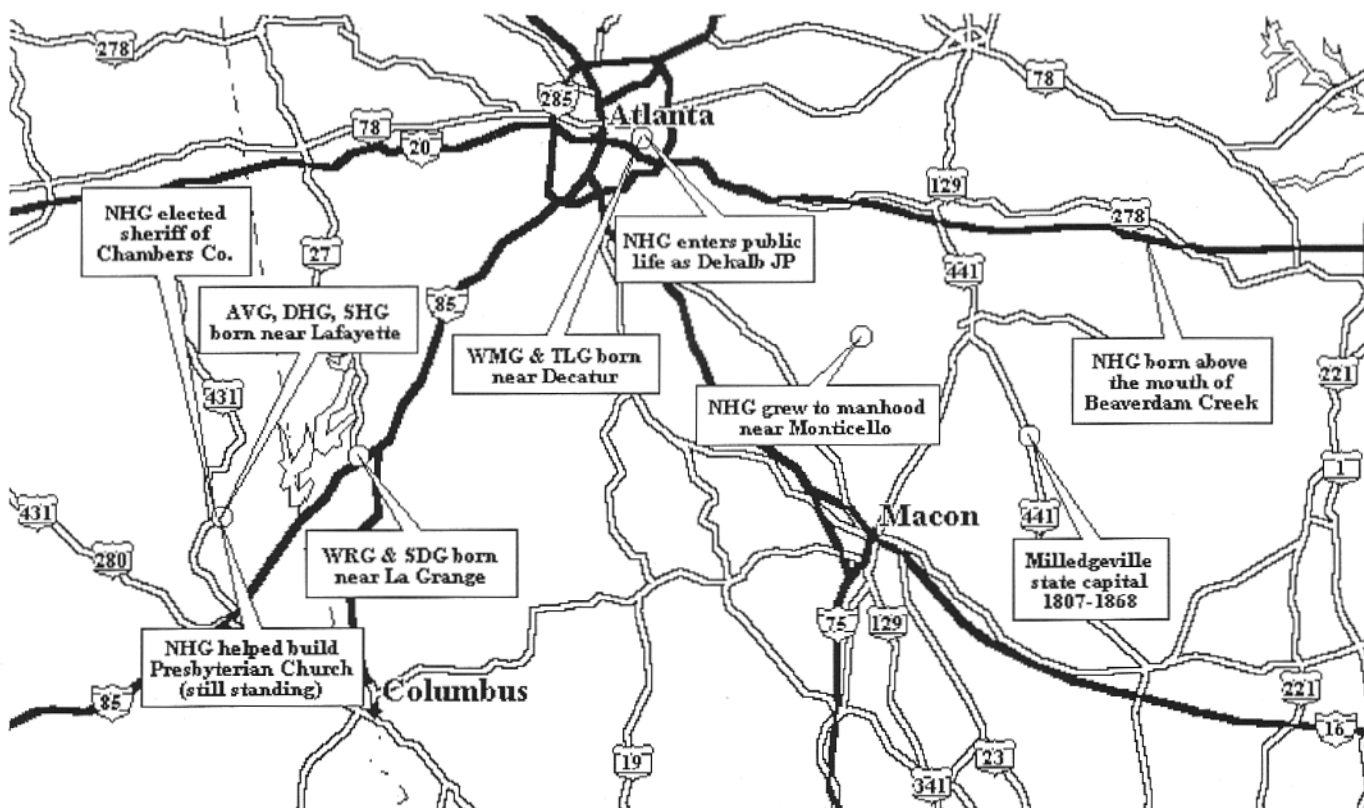 278
78
285
Atlanta
78
20
129
278
NHG elected
sheriff of
Chambers Co.
27
NHG enters public
life as Dekalb JP
441
85
AVG, DHG, SHG
born near Lafayette
WMG & TLG born
near Decatur
NHG born above
the mouth of
Beaverdam Creek
221
431
NHG grew to manhood
near Monticello
1
431
441
Macon
280
WRG & SDG born
near La Grange
Milledgeville
state capital
1807-1868
75
129
NHG helped build
Presbyterian Church
(still standing)
Columbus
85
221
16
19
23
341